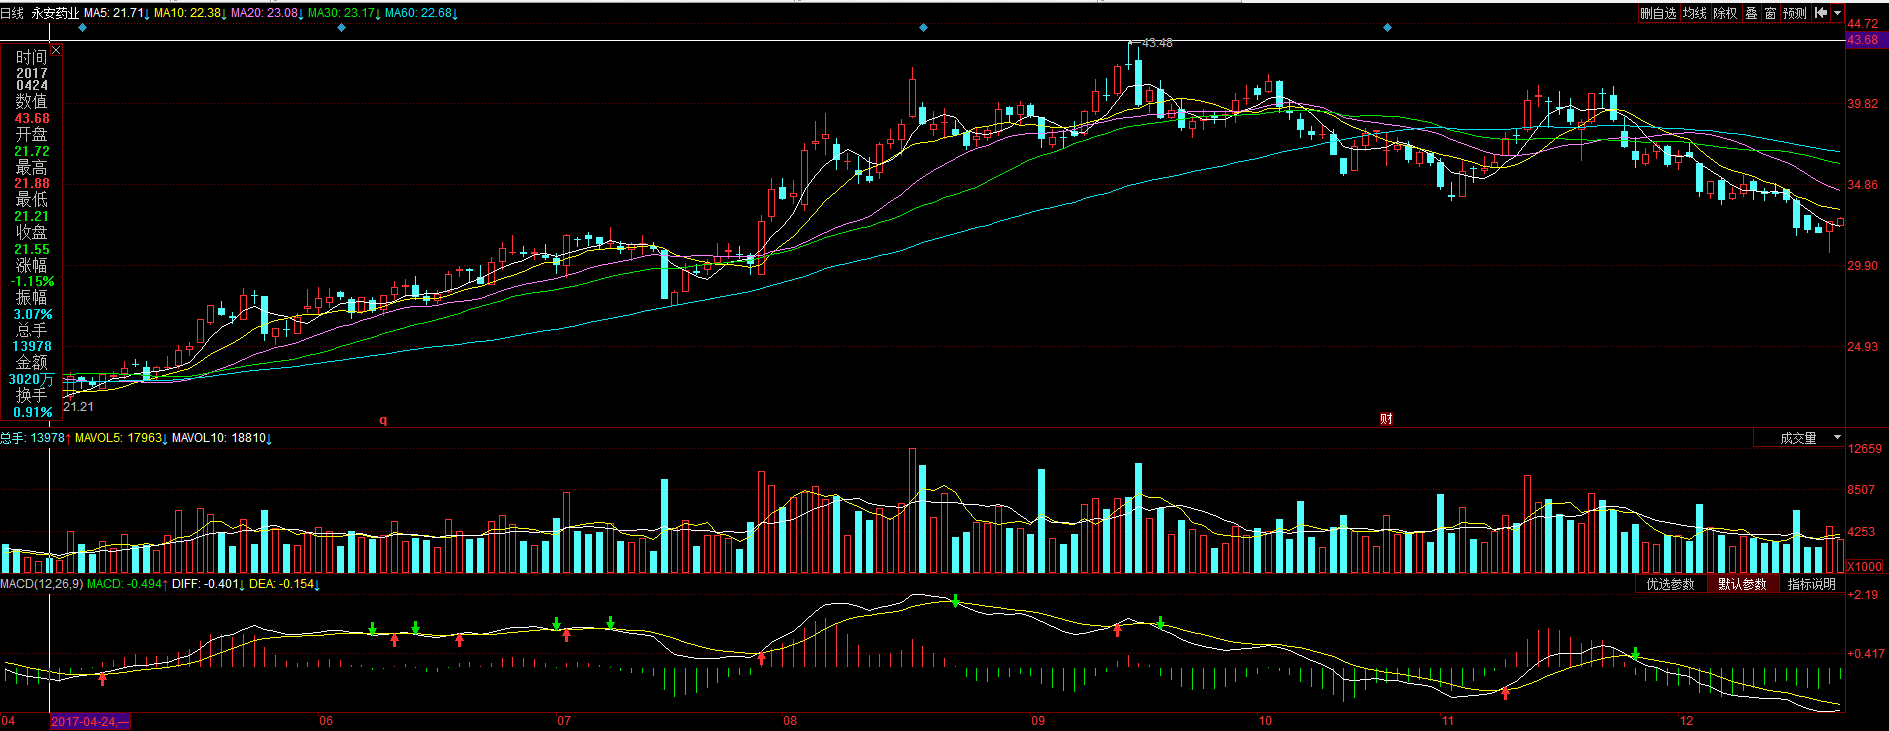 日线 永安药业 MA5: 21.71↓ MA10: 22.38↓ MA20: 23.08↓ MA30: 23.17↓ MA60: 22.68↓
删自选 均线 除权 叠 窗 预测
44.72
43.68
43.48
时间
2017
0424
数值
43.68
开盘
21.72
最高
21.88
最低
21.21
收盘
21.55
涨幅
-1.15%
振幅
3.07%
总手
13978
金额
3020万
换手
0.91%
39.82
34.86
29.90
24.93
21.21
q
财
总手: 13978↑ MAVOL5: 17963↓ MAVOL10: 18810↓
成交量
12659
8507
4253
X1000
MACD(12,26,9) MACD: -0.494↑ DIFF: -0.401↓ DEA: -0.154↓
优选参数 默认参数 指标说明
+2.19
+0.417
04 2017-04-24,一 06 07 08 09 10 11 12